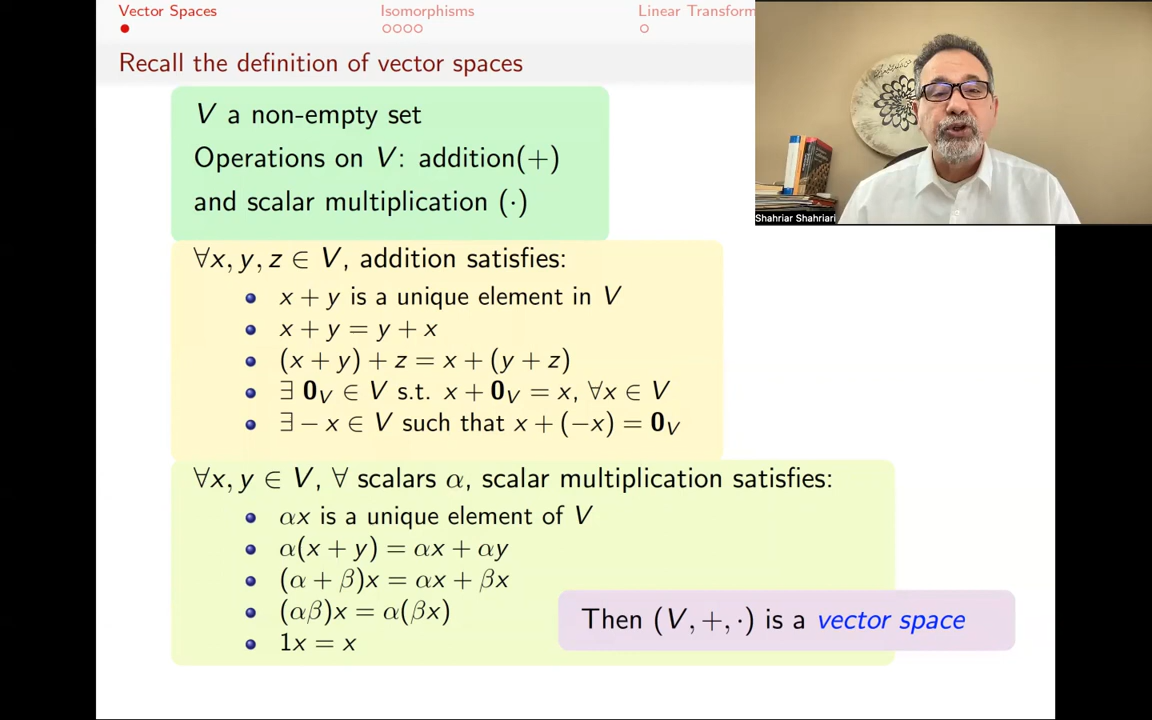 Vector Spaces
Isomorphisms
Linear Transform
Recall the definition of vector spaces
V a non-empty set
Operations on V: addition(+)
and scalar multiplication (·)
∀x, y, z ∈ V, addition satisfies:
x + y is a unique element in V
x + y = y + x
(x + y) + z = x + (y + z)
∃ 0_V ∈ V s.t. x + 0_V = x, ∀x ∈ V
∃ − x ∈ V such that x + (−x) = 0_V
∀x, y ∈ V, ∀ scalars α, scalar multiplication satisfies:
αx is a unique element of V
α(x + y) = αx + αy
(α + β)x = αx + βx
(αβ)x = α(βx)
1x = x
Then (V, +, ·) is a vector space
Shahriar Shahriari